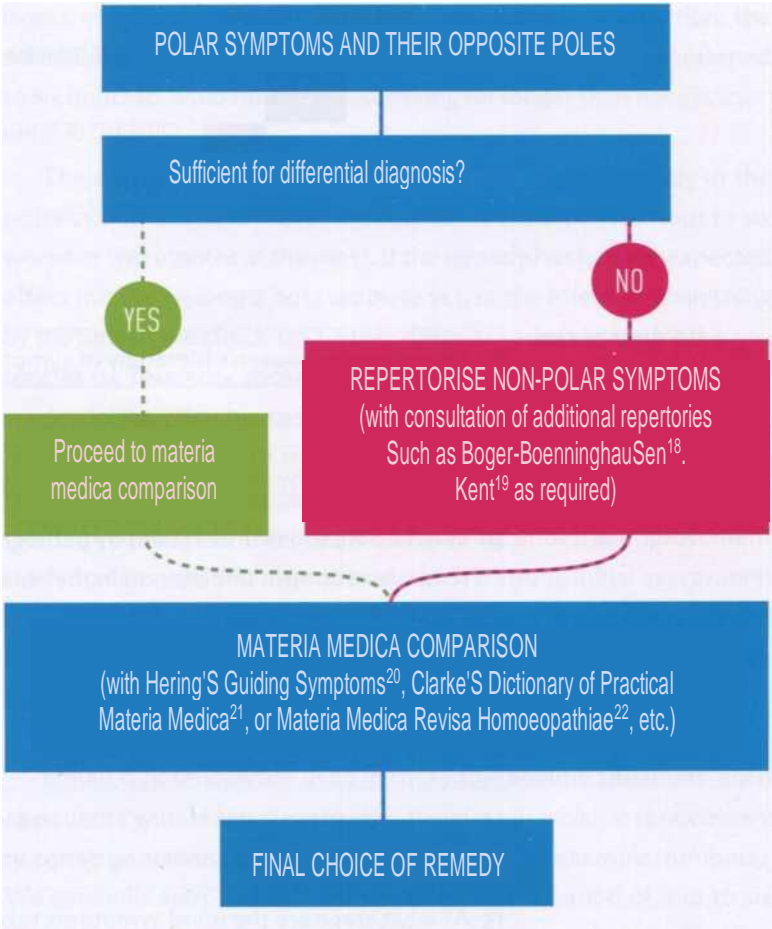 POLAR SYMPTOMS AND THEIR OPPOSITE POLES
Sufficient for differential diagnosis?
NO
YES
REPERTORISE NON-POLAR SYMPTOMS
(with consultation of additional repertories
Such as Boger-BoenninghauSen18.
Kent19 as required)
Proceed to materia
medica comparison
MATERIA MEDICA COMPARISON
(with Hering'S Guiding Symptoms20, Clarke'S Dictionary of Practical
Materia Medica21, or Materia Medica Revisa Homoeopathiae22, etc.)
FINAL CHOICE OF REMEDY